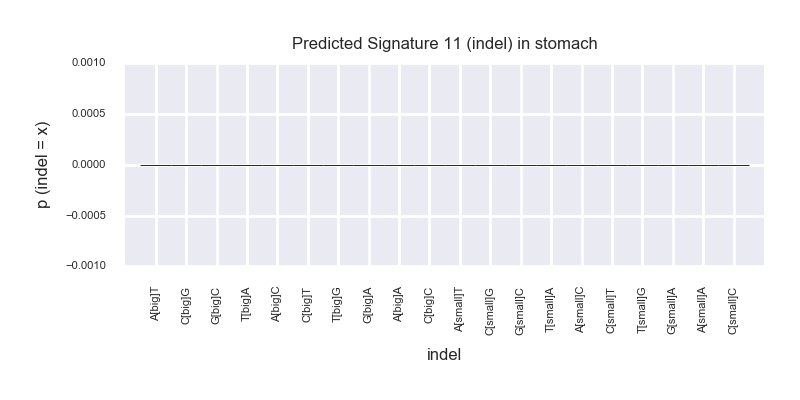 Predicted Signature 11 (indel) in stomach
0.0010
0.0005
0.0000
−0.0005
−0.0010
p (indel = x)
A[big]T
C[big]G
G[big]C
T[big]A
A[big]C
C[big]T
T[big]G
G[big]A
A[big]A
C[big]C
A[small]T
C[small]G
G[small]C
T[small]A
A[small]C
C[small]T
T[small]G
G[small]A
A[small]A
C[small]C
indel